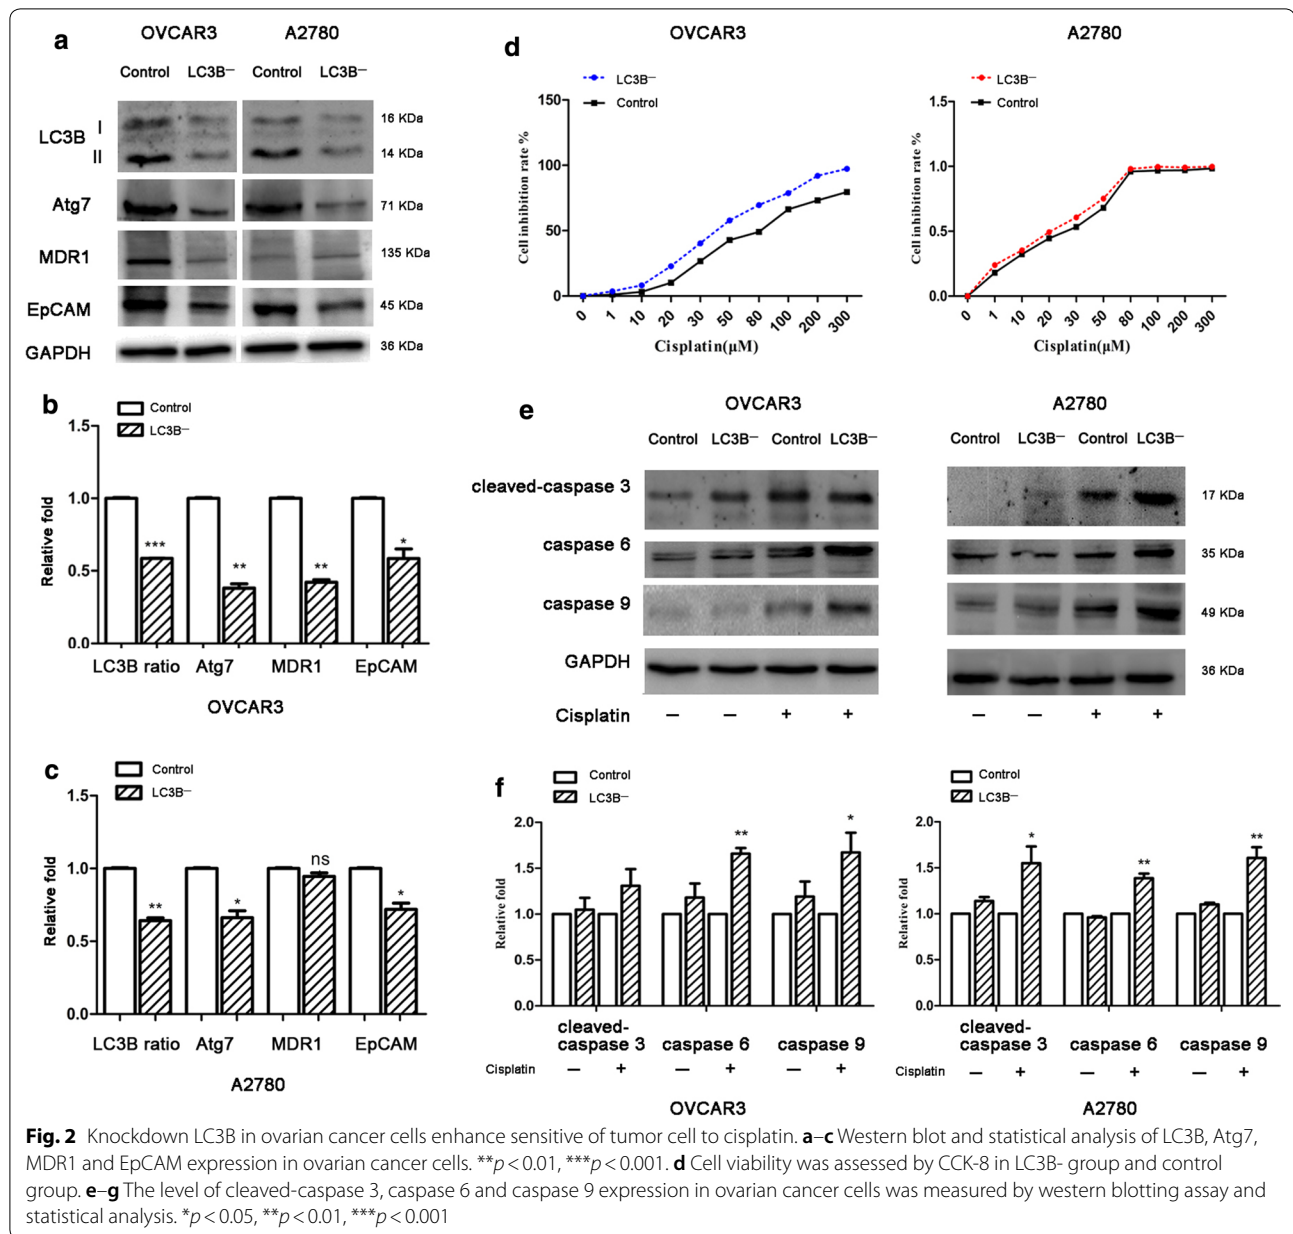 a
OVCAR3 A2780
Control LC3B— Control LC3B—
LC3B I 16 KDa
II 14 KDa
Atg7 71 KDa
MDR1 135 KDa
EpCAM 45 KDa
GAPDH 36 KDa
b
Control
LC3B—
1.5
1.0
0.5
0.0
Relative fold
*** ** ** *
LC3B ratio Atg7 MDR1 EpCAM
OVCAR3
c
Control
LC3B—
1.5
1.0
0.5
0.0
Relative fold
** * ns *
LC3B ratio Atg7 MDR1 EpCAM
A2780
d
OVCAR3
LC3B—
Control
150
100
50
0
Cell inhibition rate %
0 1 10 20 30 50 80 100 200 300
Cisplatin(μM)
A2780
LC3B—
Control
1.5
1.0
0.5
0.0
Cell inhibition rate %
0 1 10 20 30 50 80 100 200 300
Cisplatin(μM)
e
OVCAR3 A2780
Control LC3B— Control LC3B— Control LC3B— Control LC3B—
cleaved-caspase 3 17 KDa
caspase 6 35 KDa
caspase 9 49 KDa
GAPDH 36 KDa
Cisplatin — — + + — — + +
f
Control
LC3B—
2.0
1.5
1.0
0.5
0.0
Relative fold
** *
cleaved-
caspase 3 caspase 6 caspase 9
Cisplatin — + — + — +
OVCAR3
Control
LC3B—
2.0
1.5
1.0
0.5
0.0
Relative fold
* ** **
cleaved-
caspase 3 caspase 6 caspase 9
Cisplatin — + — + — +
A2780
Fig. 2 Knockdown LC3B in ovarian cancer cells enhance sensitive of tumor cell to cisplatin. a–c Western blot and statistical analysis of LC3B, Atg7,
MDR1 and EpCAM expression in ovarian cancer cells. **p < 0.01, ***p < 0.001. d Cell viability was assessed by CCK-8 in LC3B- group and control
group. e–g The level of cleaved-caspase 3, caspase 6 and caspase 9 expression in ovarian cancer cells was measured by western blotting assay and
statistical analysis. *p < 0.05, **p < 0.01, ***p < 0.001